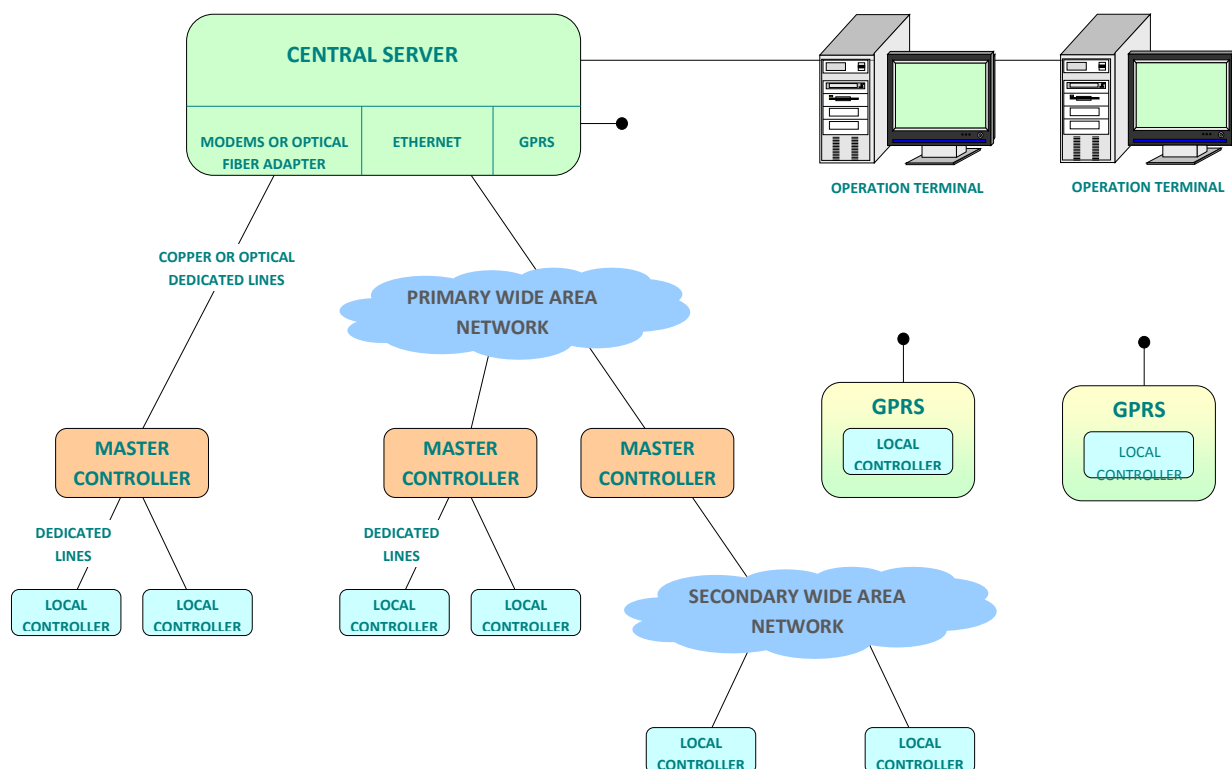 CENTRAL SERVER
MODEMS OR OPTICAL
FIBER ADAPTER
ETHERNET
GPRS
OPERATION TERMINAL
OPERATION TERMINAL
COPPER OR OPTICAL
DEDICATED LINES
PRIMARY WIDE AREA
NETWORK
GPRS
LOCAL
CONTROLLER
GPRS
LOCAL
CONTROLLER
MASTER
CONTROLLER
MASTER
CONTROLLER
MASTER
CONTROLLER
DEDICATED
LINES
DEDICATED
LINES
LOCAL
CONTROLLER
LOCAL
CONTROLLER
LOCAL
CONTROLLER
LOCAL
CONTROLLER
SECONDARY WIDE AREA
NETWORK
LOCAL
CONTROLLER
LOCAL
CONTROLLER